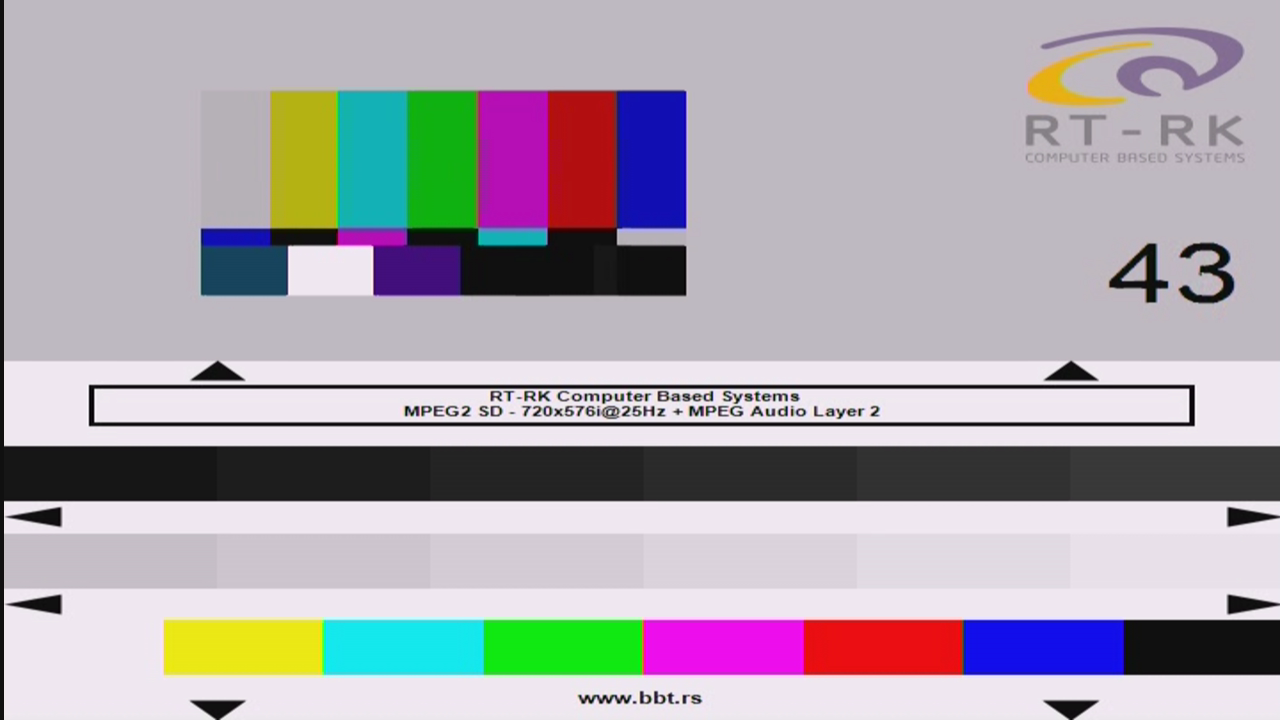 RT-RK
COMPUTER BASED SYSTEMS
43
RT-RK Computer Based Systems
MPEG2 SD - 720x576i@25Hz + MPEG Audio Layer 2
www.bbt.rs